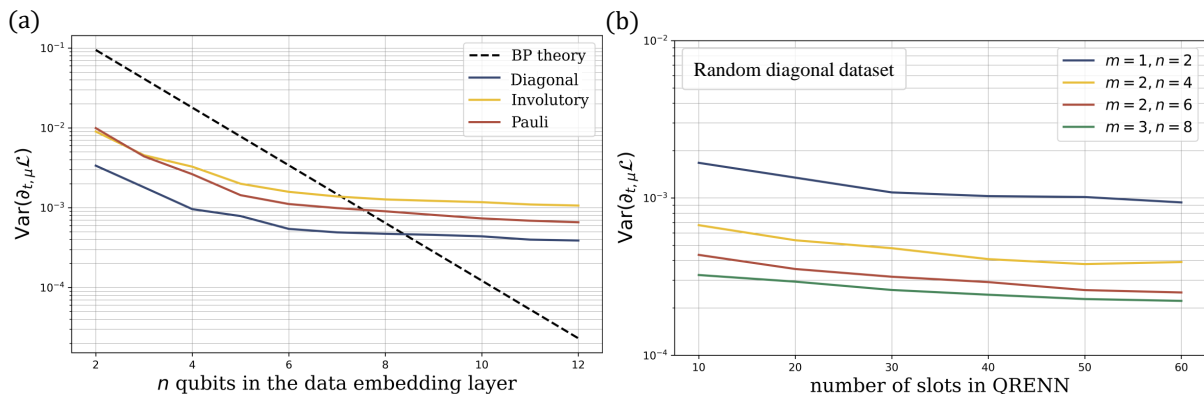 (a)
10⁻¹
10⁻²
10⁻³
10⁻⁴
Var(∂ₜ,μℒ)
BP theory
Diagonal
Involutory
Pauli
2 4 6 8 10 12
n qubits in the data embedding layer
(b)
10⁻²
10⁻³
10⁻⁴
Var(∂ₜ,μℒ)
Random diagonal dataset
m = 1, n = 2
m = 2, n = 4
m = 2, n = 6
m = 3, n = 8
10 20 30 40 50 60
number of slots in QRENN